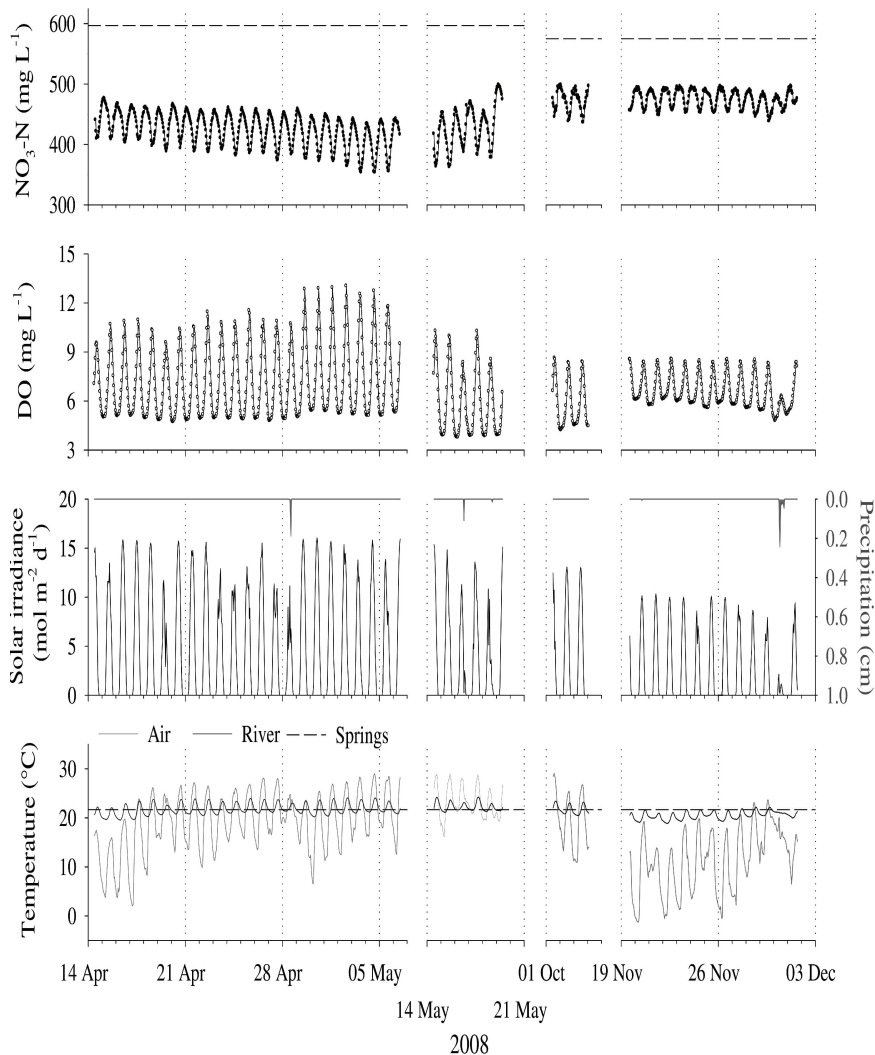 NO3-N (mg L-1)
600
500
400
300
DO (mg L-1)
15
12
9
6
3
Solar irradiance
(mol m-2 d-1)
20
15
10
5
0
0.0
0.2
0.4
0.6
0.8
1.0
Precipitation (cm)
Air River Springs
Temperature (°C)
30
20
10
0
14 Apr 21 Apr 28 Apr 05 May 01 Oct 19 Nov 26 Nov 03 Dec
14 May 21 May
2008